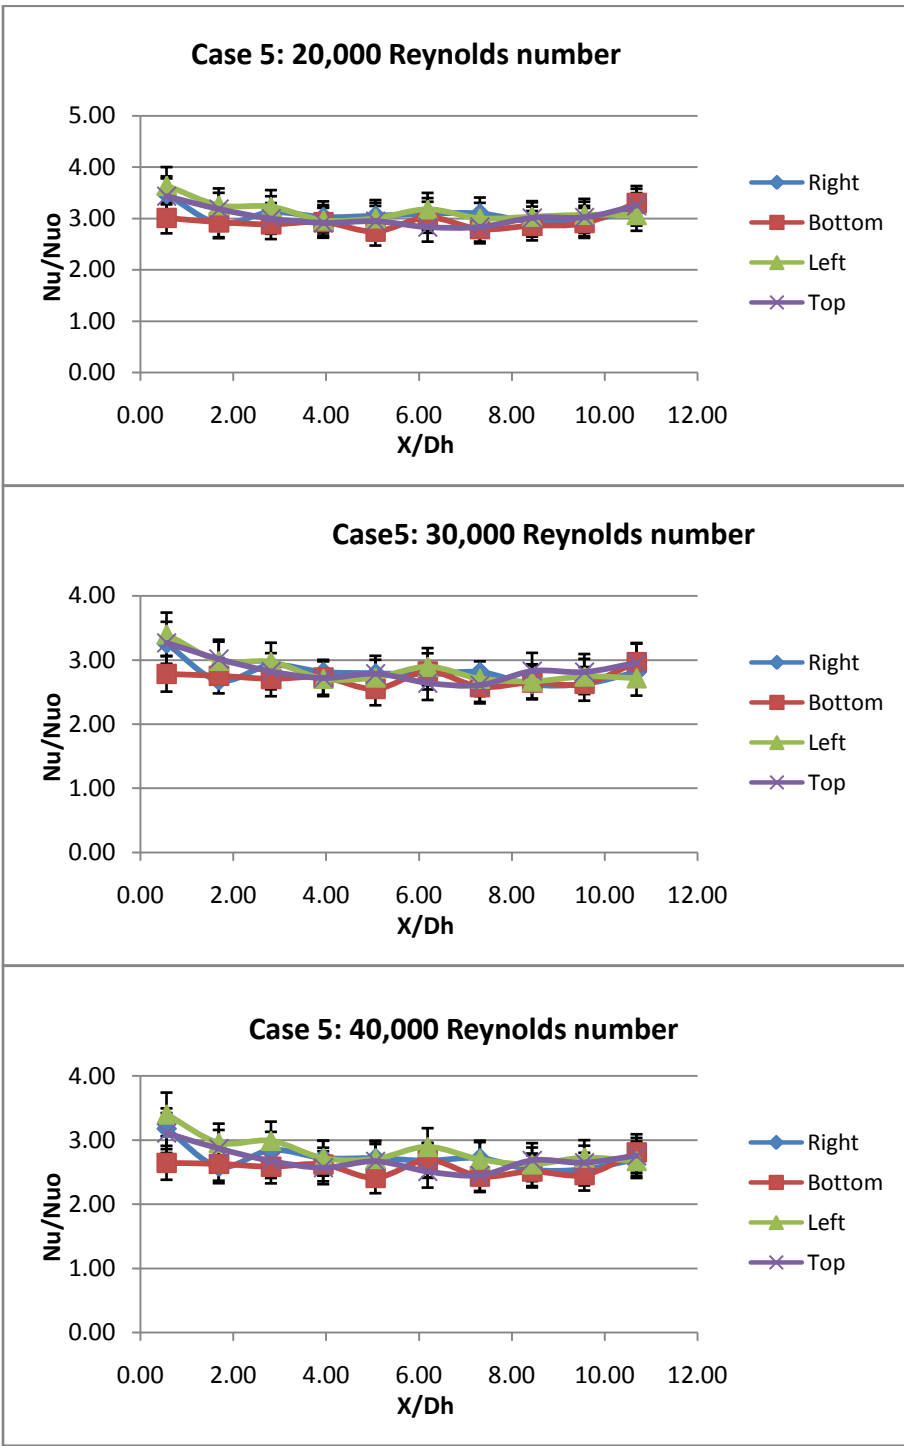 Case 5: 20,000 Reynolds number
5.00
4.00
3.00
2.00
1.00
0.00
Nu/Nuo
0.00 2.00 4.00 6.00 8.00 10.00 12.00
X/Dh
Right
Bottom
Left
Top
Case5: 30,000 Reynolds number
4.00
3.00
2.00
1.00
0.00
Nu/Nuo
0.00 2.00 4.00 6.00 8.00 10.00 12.00
X/Dh
Right
Bottom
Left
Top
Case 5: 40,000 Reynolds number
4.00
3.00
2.00
1.00
0.00
Nu/Nuo
0.00 2.00 4.00 6.00 8.00 10.00 12.00
X/Dh
Right
Bottom
Left
Top